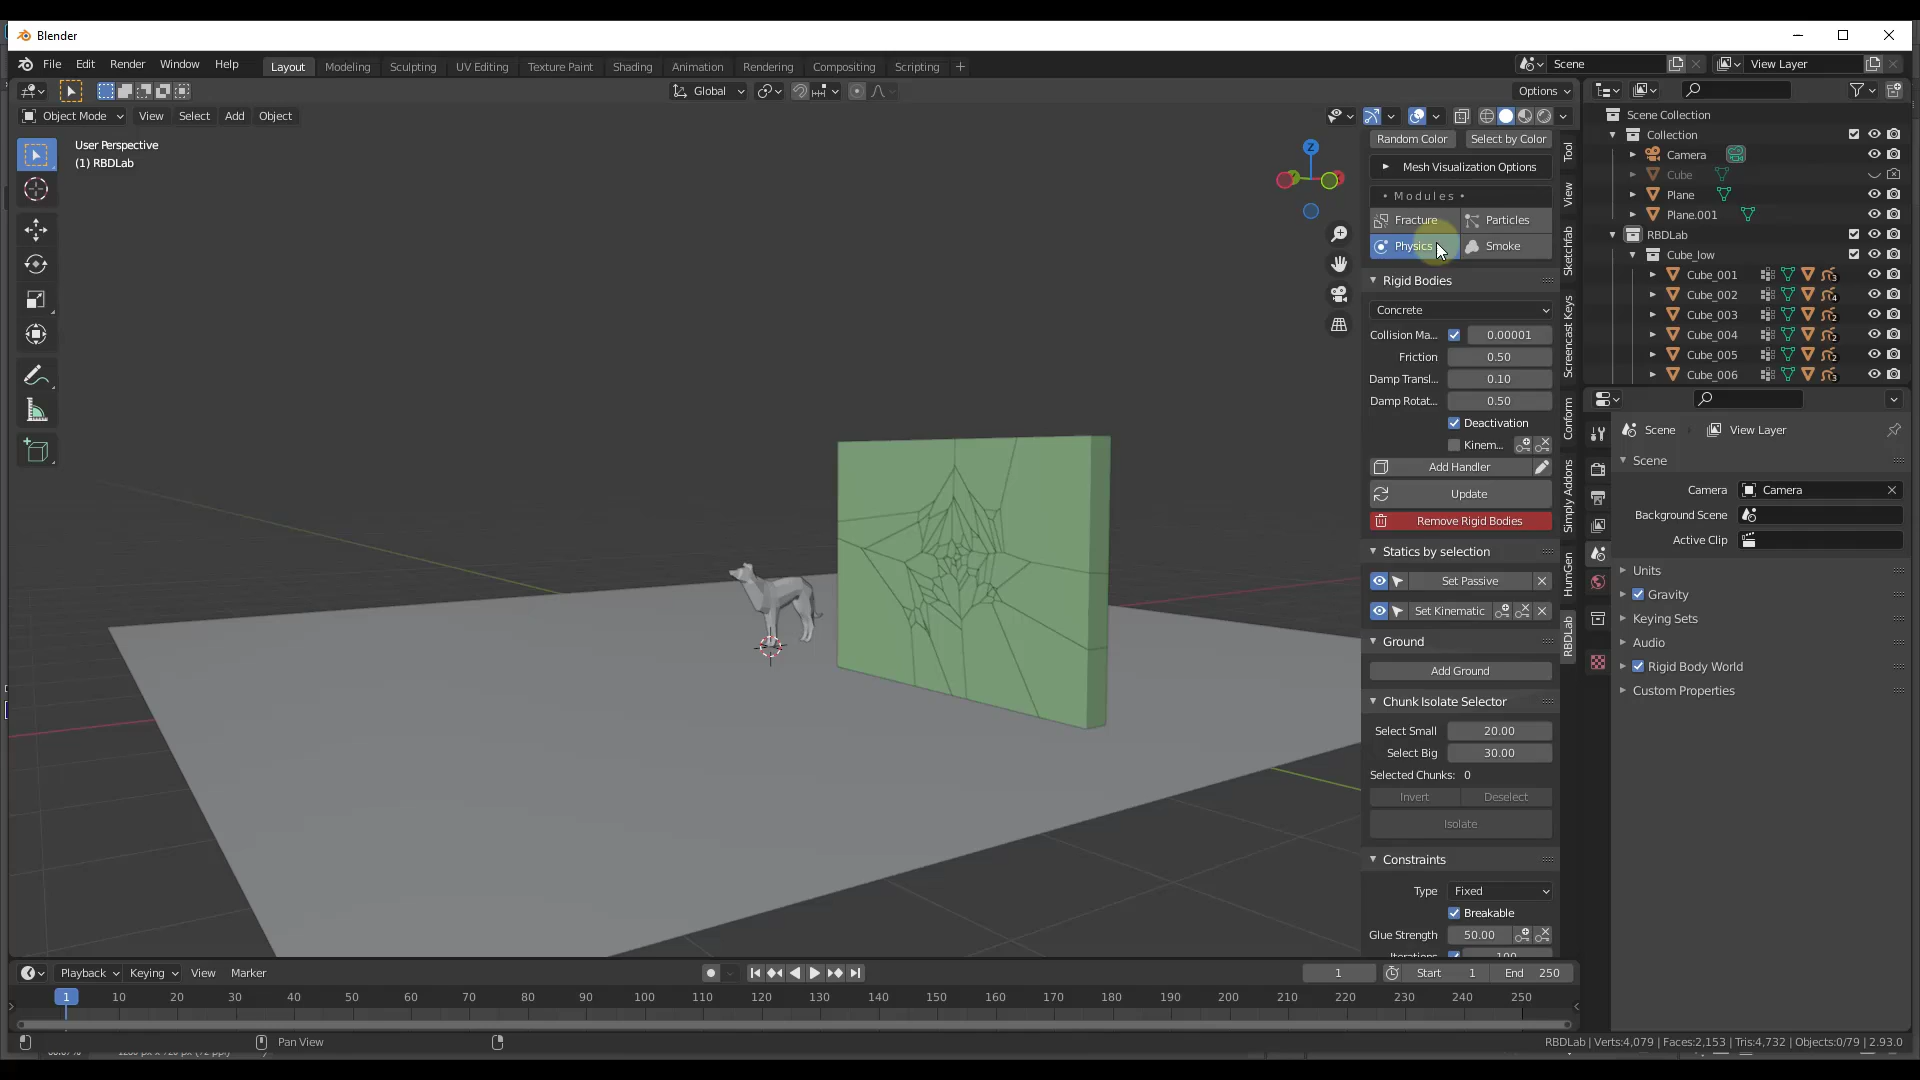 Blender
File Edit Render Window Help Layout Modeling Sculpting UV Editing Texture Paint Shading Animation Rendering Compositing Scripting + Scene View Layer
Global Options
Object Mode View Select Add Object
User Perspective
(1) RBDLab
Z
Random Color Select by Color
Mesh Visualization Options
• Modules •
Fracture Particles
Physics Smoke
Rigid Bodies
Concrete
Collision Ma... 0.00001
Friction 0.50
Damp Transl... 0.10
Damp Rotat... 0.50
Deactivation
Kinem...
Add Handler
Update
Remove Rigid Bodies
Statics by selection
Set Passive
Set Kinematic
Ground
Add Ground
Chunk Isolate Selector
Select Small 20.00
Select Big 30.00
Selected Chunks: 0
Invert Deselect
Isolate
Constraints
Type Fixed
Breakable
Glue Strength 50.00
Iterations 100
Tool
View
Sketchfab
Screencast Keys
Conform
Simply Addons
HumGen
RBDLab
Scene Collection
Collection
Camera
Cube
Plane
Plane.001
RBDLab
Cube_low
Cube_001 3
Cube_002 4
Cube_003 2
Cube_004 2
Cube_005 2
Cube_006 3
Scene View Layer
Scene
Camera Camera
Background Scene
Active Clip
Units
Gravity
Keying Sets
Audio
Rigid Body World
Custom Properties
Playback Keying View Marker 1 Start 1 End 250
1 10 20 30 40 50 60 70 80 90 100 110 120 130 140 150 160 170 180 190 200 210 220 230 240 250
Pan View
RBDLab | Verts:4,079 | Faces:2,153 | Tris:4,732 | Objects:0/79 | 2.93.0